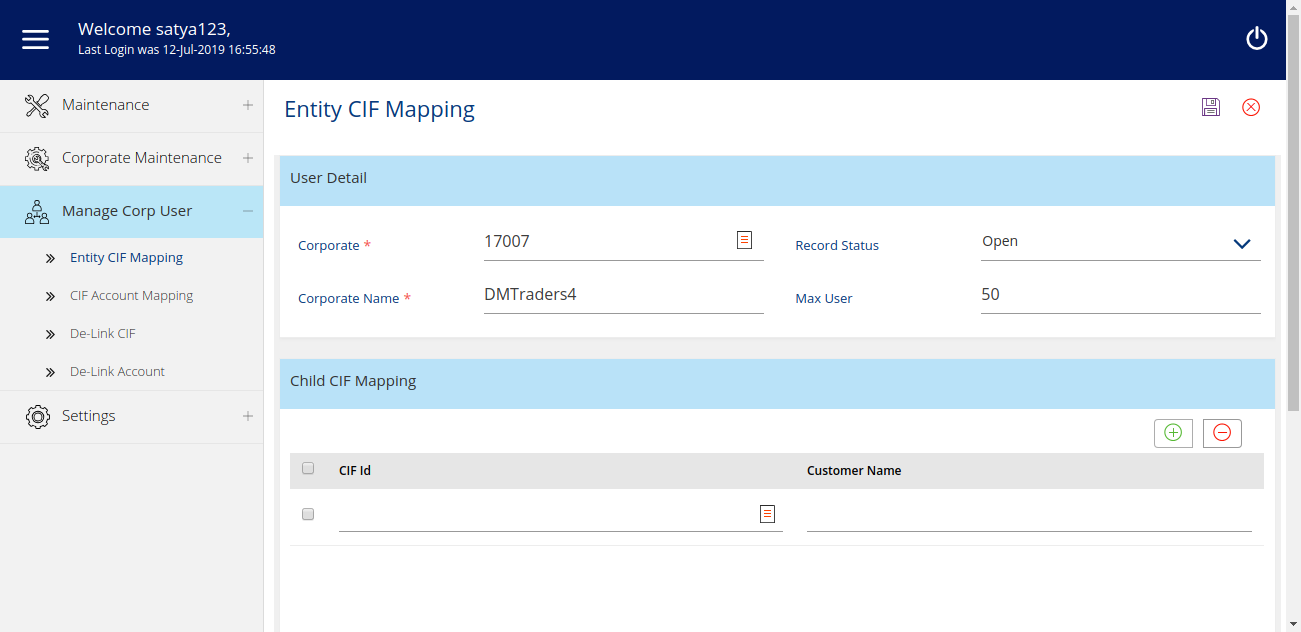 Welcome satya123,
Last Login was 12-Jul-2019 16:55:48
Maintenance
Corporate Maintenance
Manage Corp User
Entity CIF Mapping
CIF Account Mapping
De-Link CIF
De-Link Account
Settings
Entity CIF Mapping
User Detail
Corporate * 17007 Record Status Open
Corporate Name * DMTraders4 Max User 50
Child CIF Mapping
CIF Id Customer Name